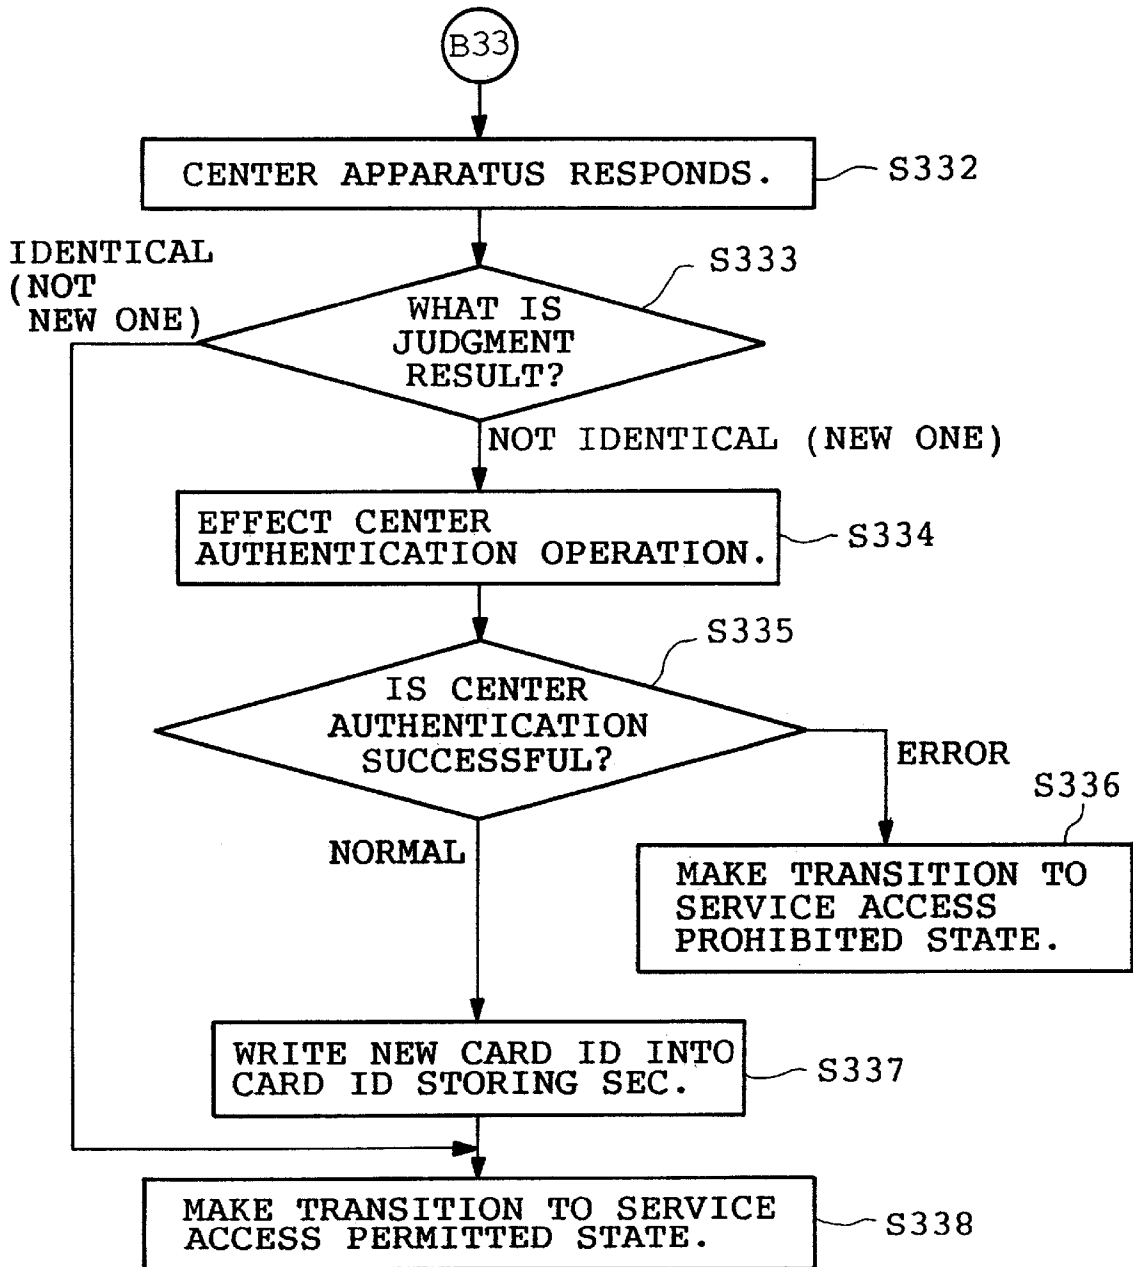 B33
CENTER APPARATUS RESPONDS.
S332
IDENTICAL
(NOT
NEW ONE)
S333
WHAT IS
JUDGMENT
RESULT?
NOT IDENTICAL (NEW ONE)
EFFECT CENTER
AUTHENTICATION OPERATION.
S334
S335
IS CENTER
AUTHENTICATION
SUCCESSFUL?
ERROR
S336
NORMAL
MAKE TRANSITION TO
SERVICE ACCESS
PROHIBITED STATE.
WRITE NEW CARD ID INTO
CARD ID STORING SEC.
S337
MAKE TRANSITION TO SERVICE
ACCESS PERMITTED STATE.
S338